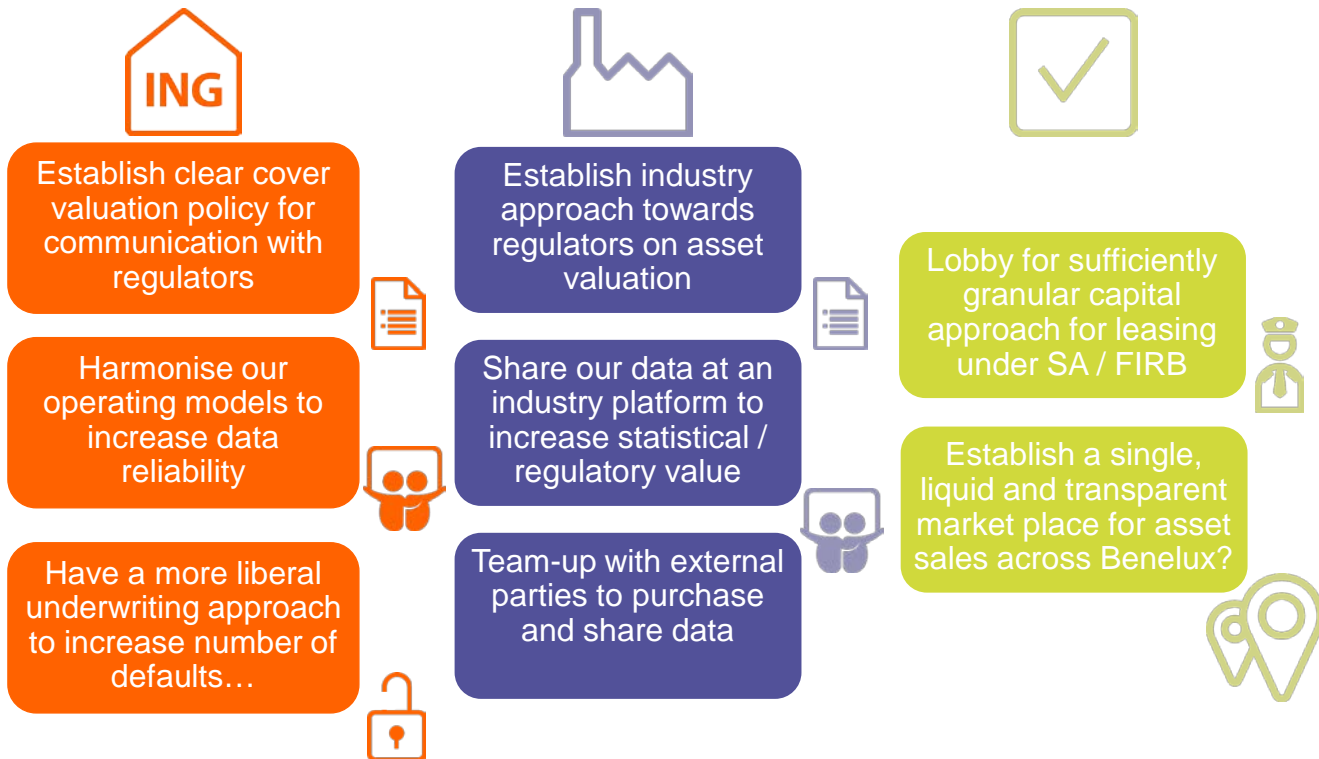 ING
Establish clear cover
valuation policy for
communication with
regulators
Harmonise our
operating models to
increase data
reliability
Have a more liberal
underwriting approach
to increase number of
defaults…
Establish industry
approach towards
regulators on asset
valuation
Share our data at an
industry platform to
increase statistical /
regulatory value
Team-up with external
parties to purchase
and share data
Lobby for sufficiently
granular capital
approach for leasing
under SA / FIRB
Establish a single,
liquid and transparent
market place for asset
sales across Benelux?